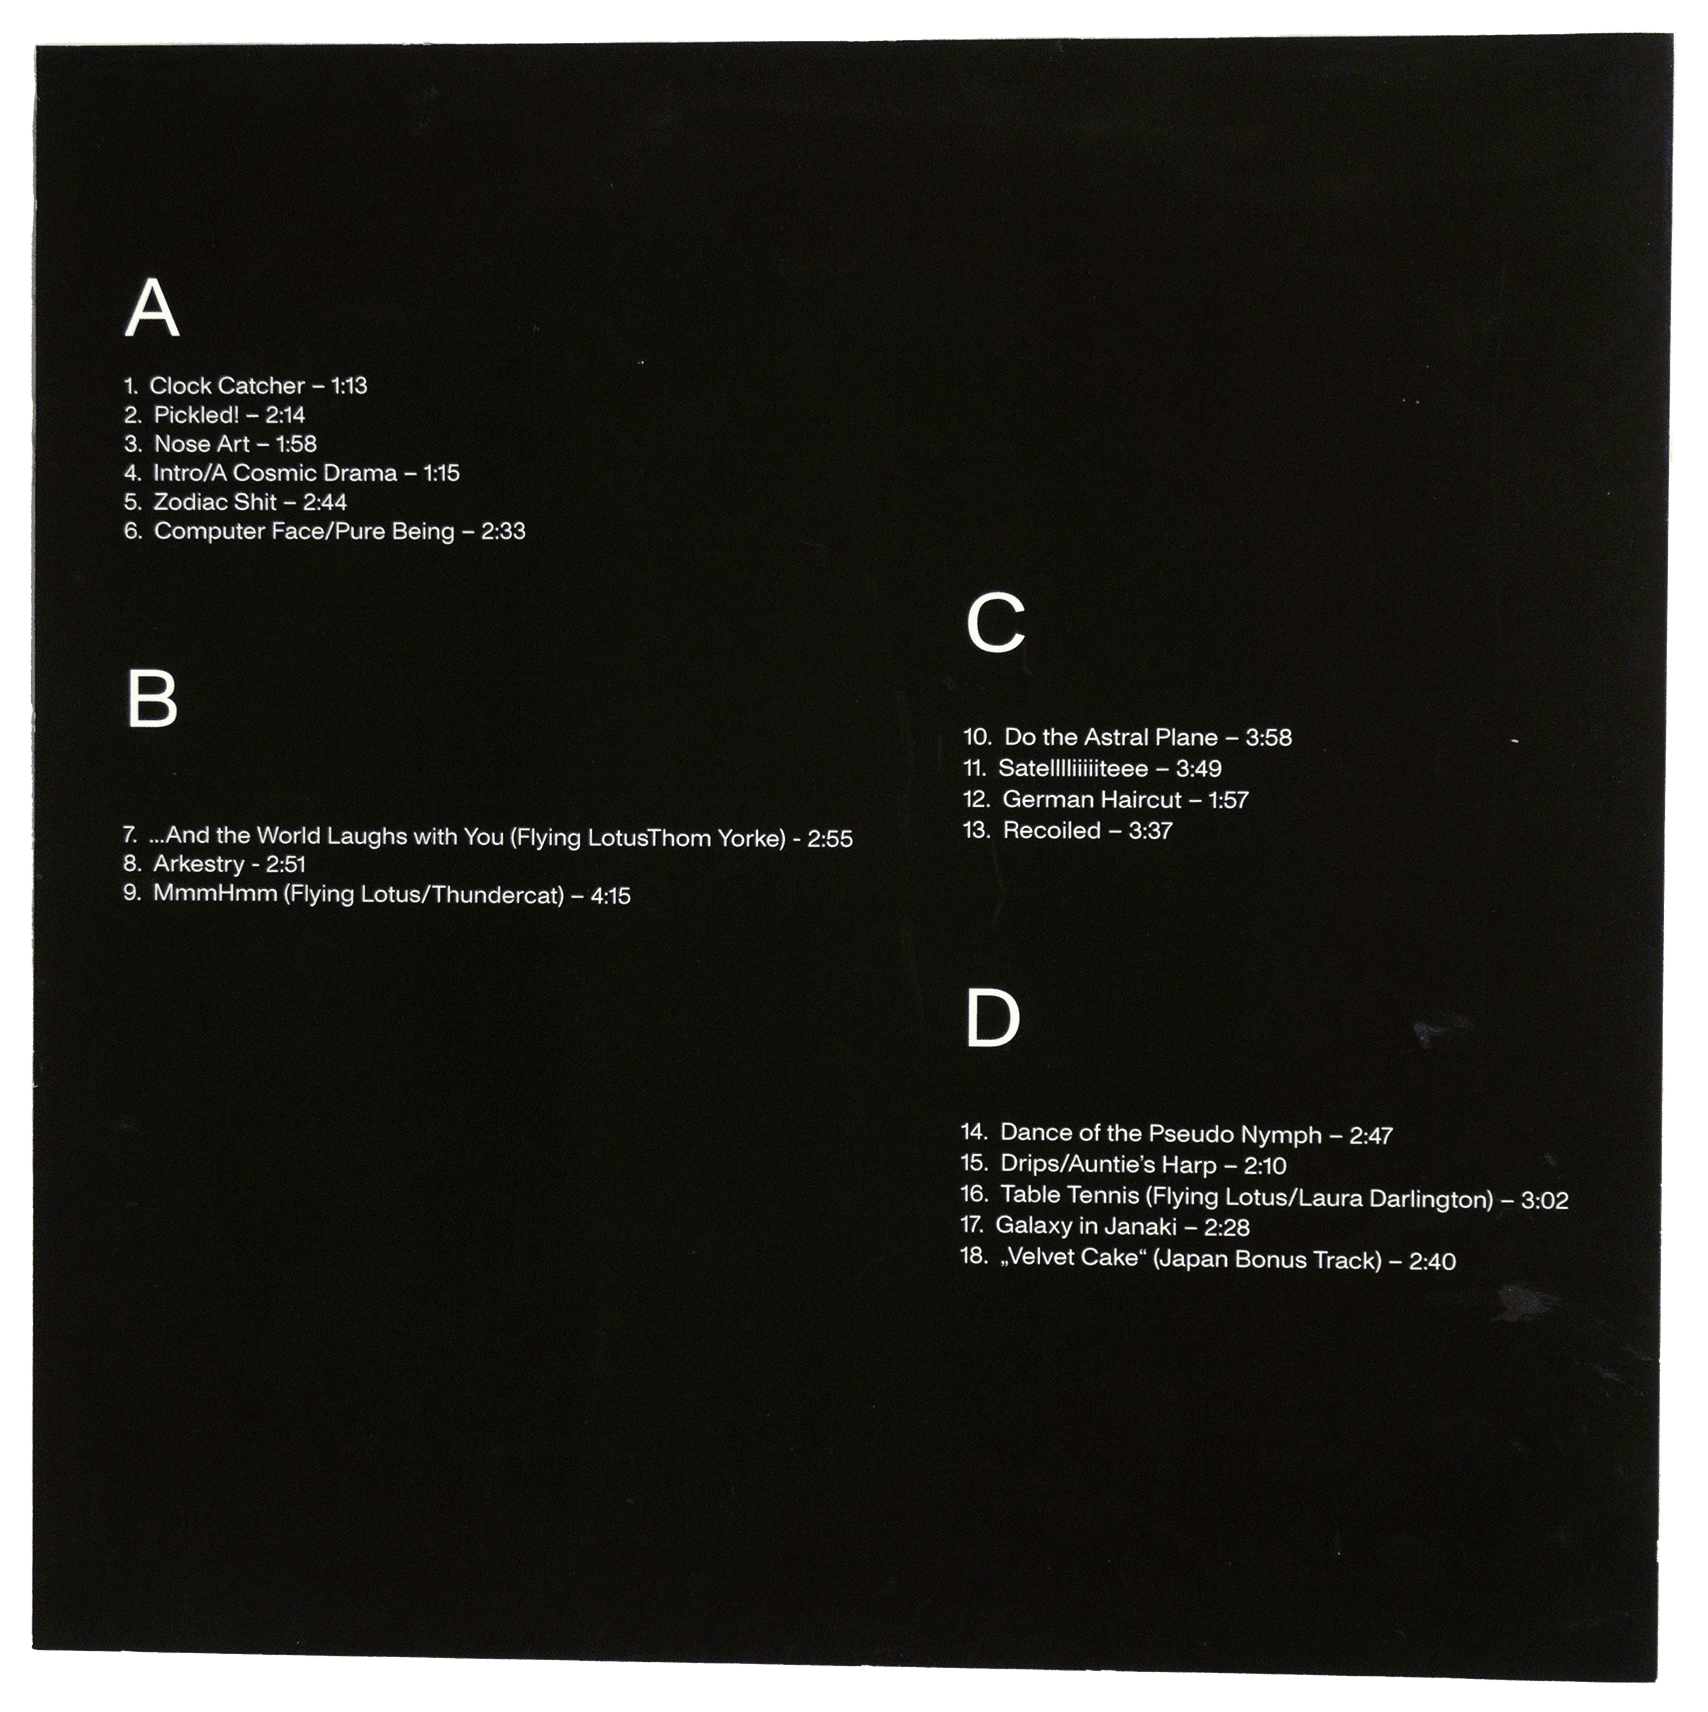 A
1. Clock Catcher – 1:13
2. Pickled! – 2:14
3. Nose Art – 1:58
4. Intro/A Cosmic Drama – 1:15
5. Zodiac Shit – 2:44
6. Computer Face/Pure Being – 2:33
B
7. ...And the World Laughs with You (Flying LotusThom Yorke) - 2:55
8. Arkestry - 2:51
9. MmmHmm (Flying Lotus/Thundercat) – 4:15
C
10. Do the Astral Plane – 3:58
11. Satelllliiiiiiteee – 3:49
12. German Haircut – 1:57
13. Recoiled – 3:37
D
14. Dance of the Pseudo Nymph – 2:47
15. Drips/Auntie’s Harp – 2:10
16. Table Tennis (Flying Lotus/Laura Darlington) – 3:02
17. Galaxy in Janaki – 2:28
18. „Velvet Cake“ (Japan Bonus Track) – 2:40